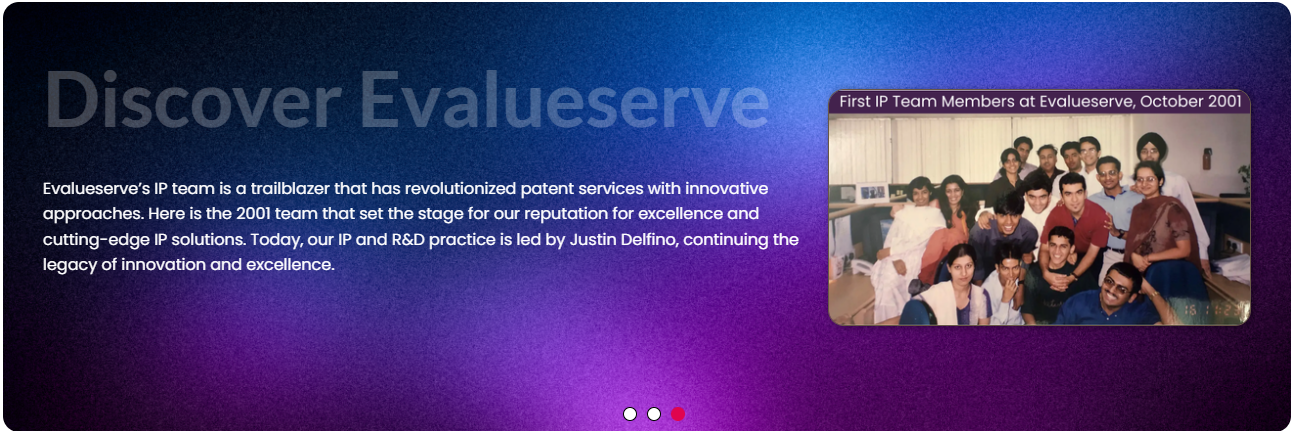 Discover Evalueserve
First IP Team Members at Evalueserve, October 2001
Evalueserve’s IP team is a trailblazer that has revolutionized patent services with innovative
approaches. Here is the 2001 team that set the stage for our reputation for excellence and
cutting-edge IP solutions. Today, our IP and R&D practice is led by Justin Delfino, continuing the
legacy of innovation and excellence.